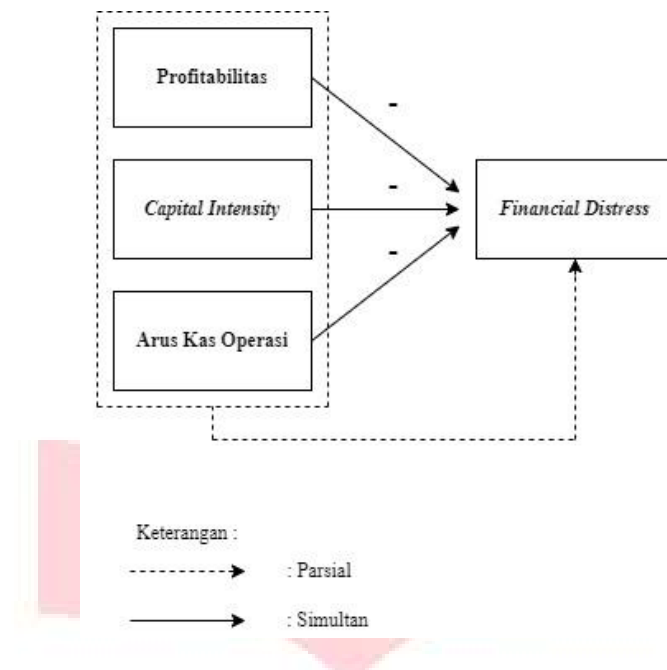 Profitabilitas
-
Capital Intensity
-
Financial Distress
-
Arus Kas Operasi
Keterangan :
: Parsial
: Simultan